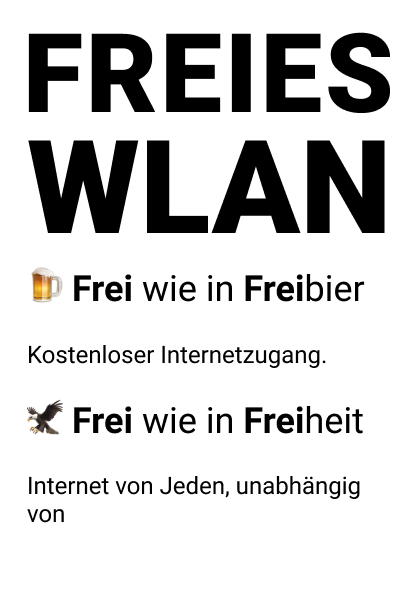 FREIES
WLAN
🍺 Frei wie in Freibier
Kostenloser Internetzugang.
🦅 Frei wie in Freiheit
Internet von Jeden, unabhängig
von